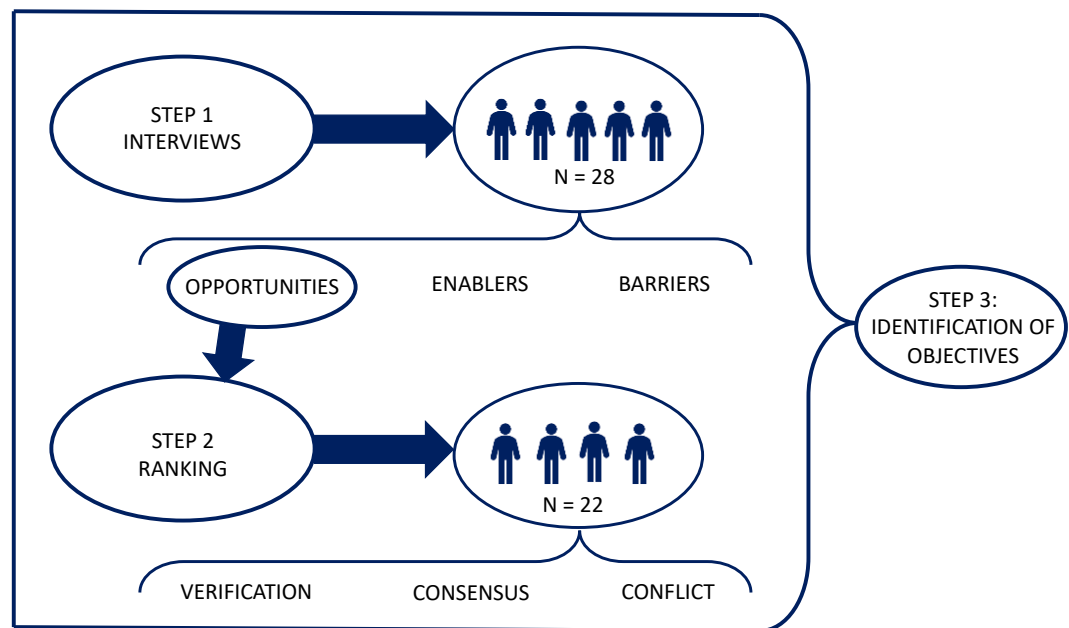 STEP 1
INTERVIEWS
N = 28
OPPORTUNITIES
ENABLERS
BARRIERS
STEP 2
RANKING
N = 22
VERIFICATION
CONSENSUS
CONFLICT
STEP 3:
IDENTIFICATION OF
OBJECTIVES